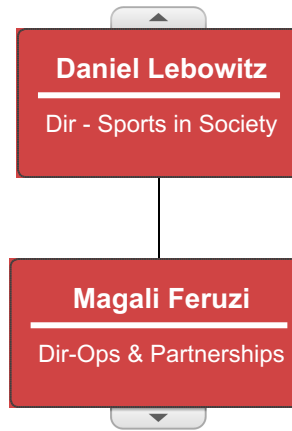 Daniel Lebowitz
Dir - Sports in Society
Magali Feruzi
Dir-Ops & Partnerships